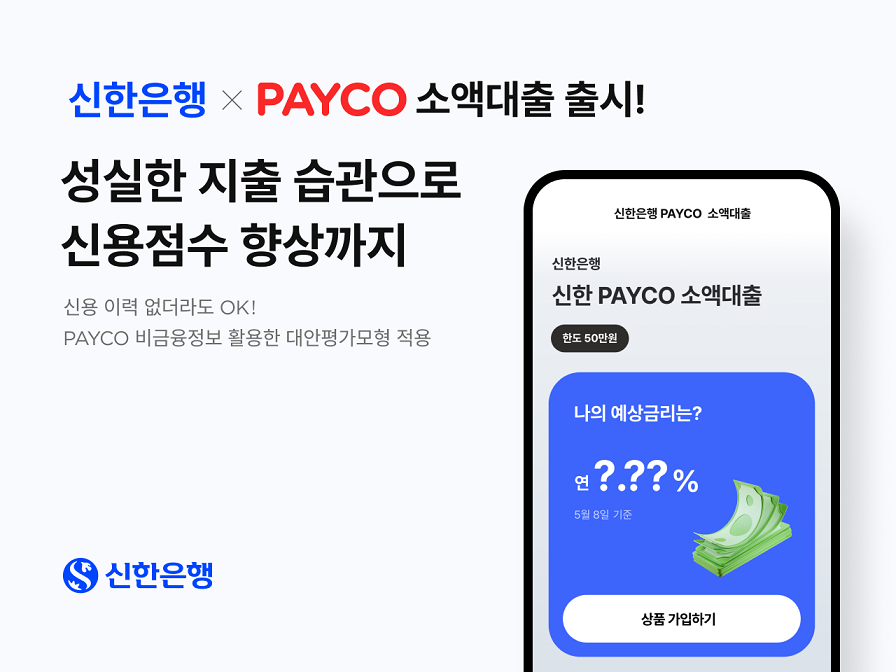 신한은행 × PAYCO 소액대출 출시!
성실한 지출 습관으로
신용점수 향상까지
신용 이력 없더라도 OK!
PAYCO 비금융정보 활용한 대안평가모형 적용
신한은행 PAYCO 소액대출
신한은행
신한 PAYCO 소액대출
한도 50만원
나의 예상금리는?
연 ?.??%
5월 8일 기준
상품 가입하기
신한은행